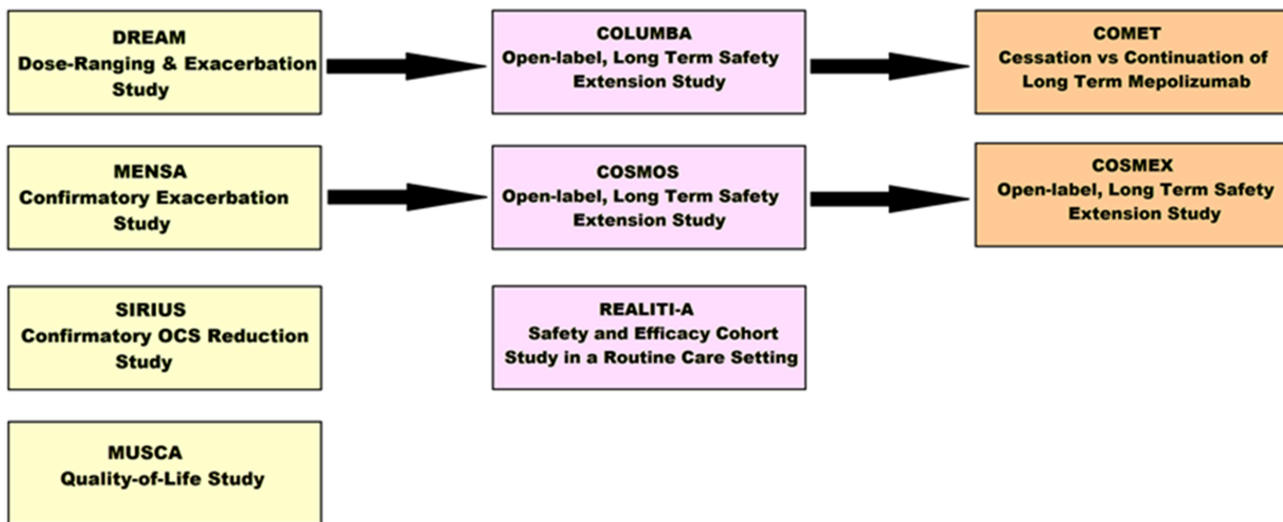 DREAM
Dose-Ranging & Exacerbation
Study
COLUMBA
Open-label, Long Term Safety
Extension Study
COMET
Cessation vs Continuation of
Long Term Mepolizumab
MENSA
Confirmatory Exacerbation
Study
COSMOS
Open-label, Long Term Safety
Extension Study
COSMEX
Open-label, Long Term Safety
Extension Study
SIRIUS
Confirmatory OCS Reduction
Study
REALITI-A
Safety and Efficacy Cohort
Study in a Routine Care Setting
MUSCA
Quality-of-Life Study